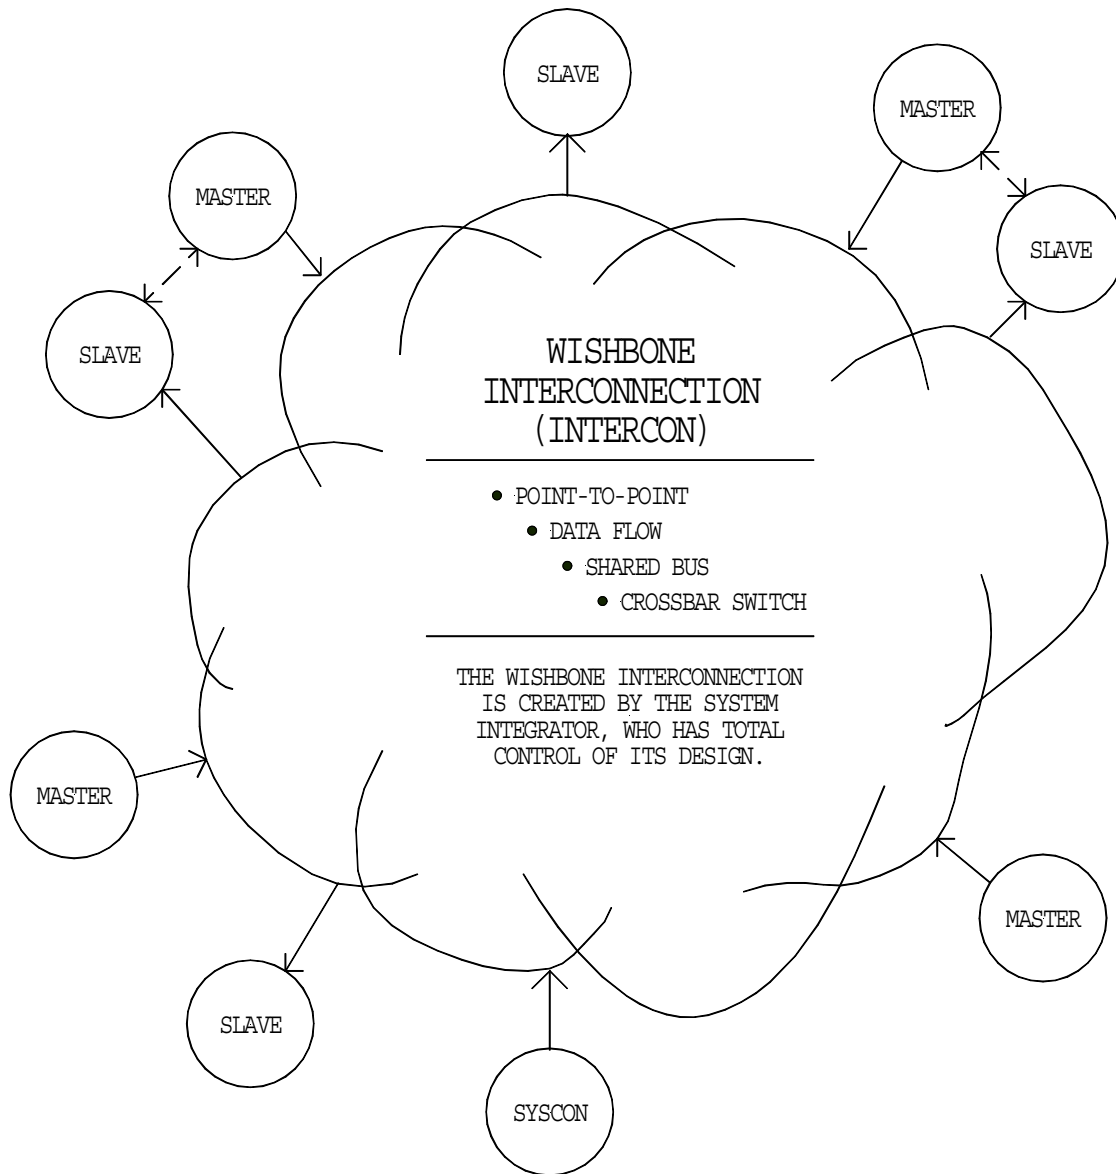 SLAVE
MASTER
MASTER
SLAVE
SLAVE
WISHBONE
INTERCONNECTION
(INTERCON)
• POINT-TO-POINT
• DATA FLOW
• SHARED BUS
• CROSSBAR SWITCH
THE WISHBONE INTERCONNECTION
IS CREATED BY THE SYSTEM
INTEGRATOR, WHO HAS TOTAL
CONTROL OF ITS DESIGN.
MASTER
MASTER
SLAVE
SYSCON